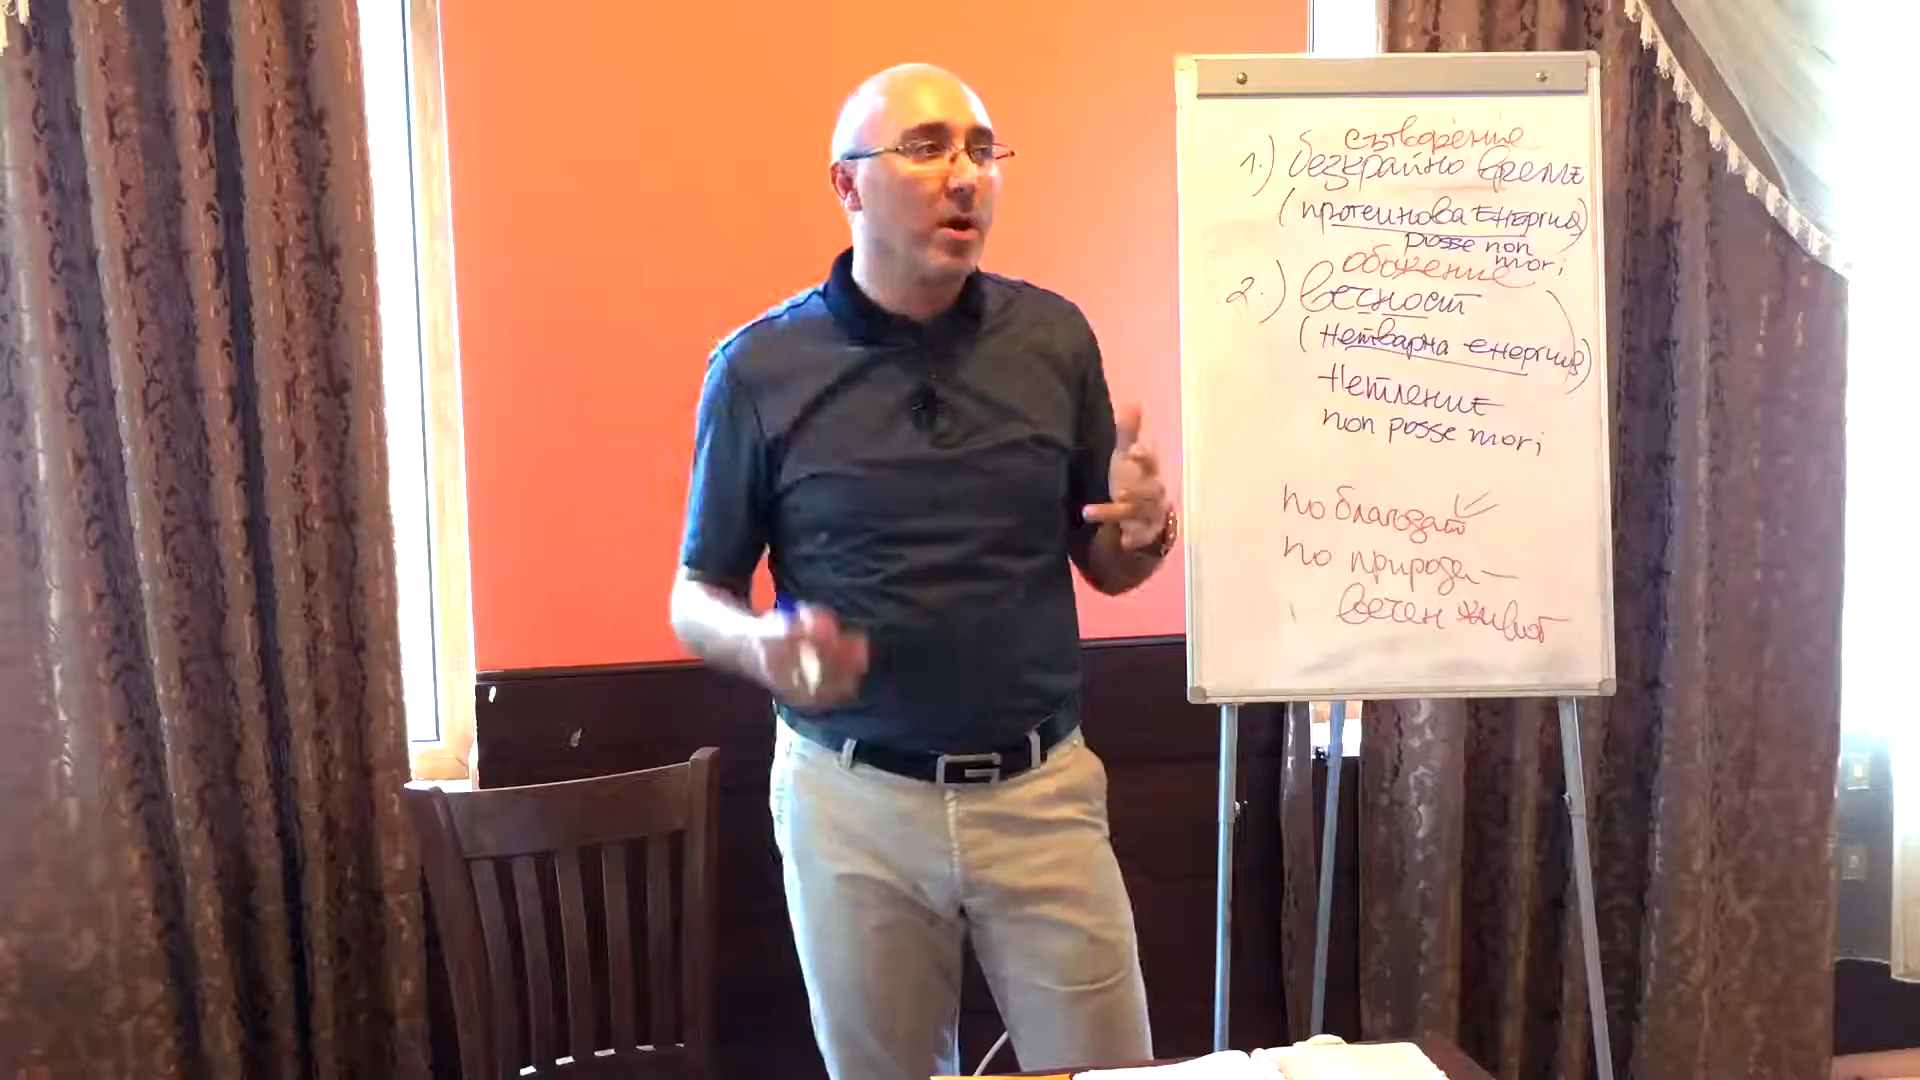 сътворение
1.) безкрайно време
(протеинова енергия)
posse non
mori
обожение
2.) вечност
(нетварна енергия)
Нетление
non posse mori
по благодат
по природа —
вечен живот